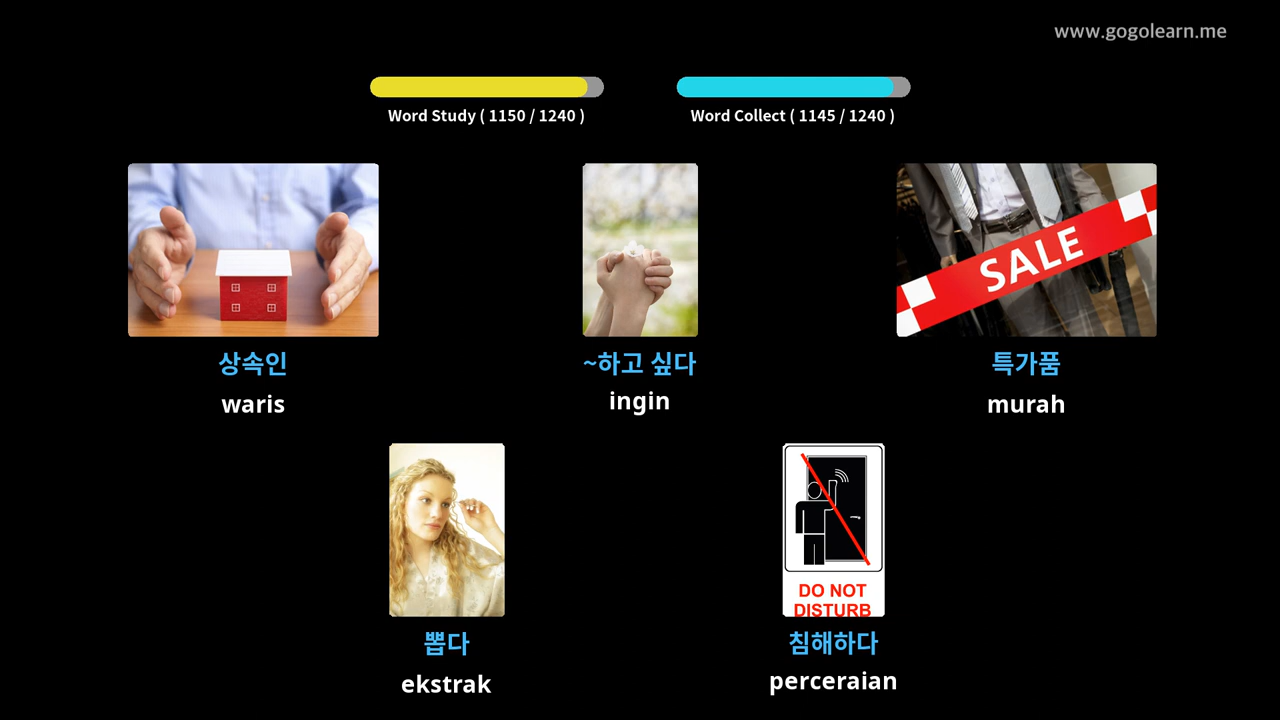 www.gogolearn.me
Word Study ( 1150 / 1240 )
Word Collect ( 1145 / 1240 )
SALE
상속인
waris
~하고 싶다
ingin
특가품
murah
DO NOT
DISTURB
뽑다
ekstrak
침해하다
perceraian